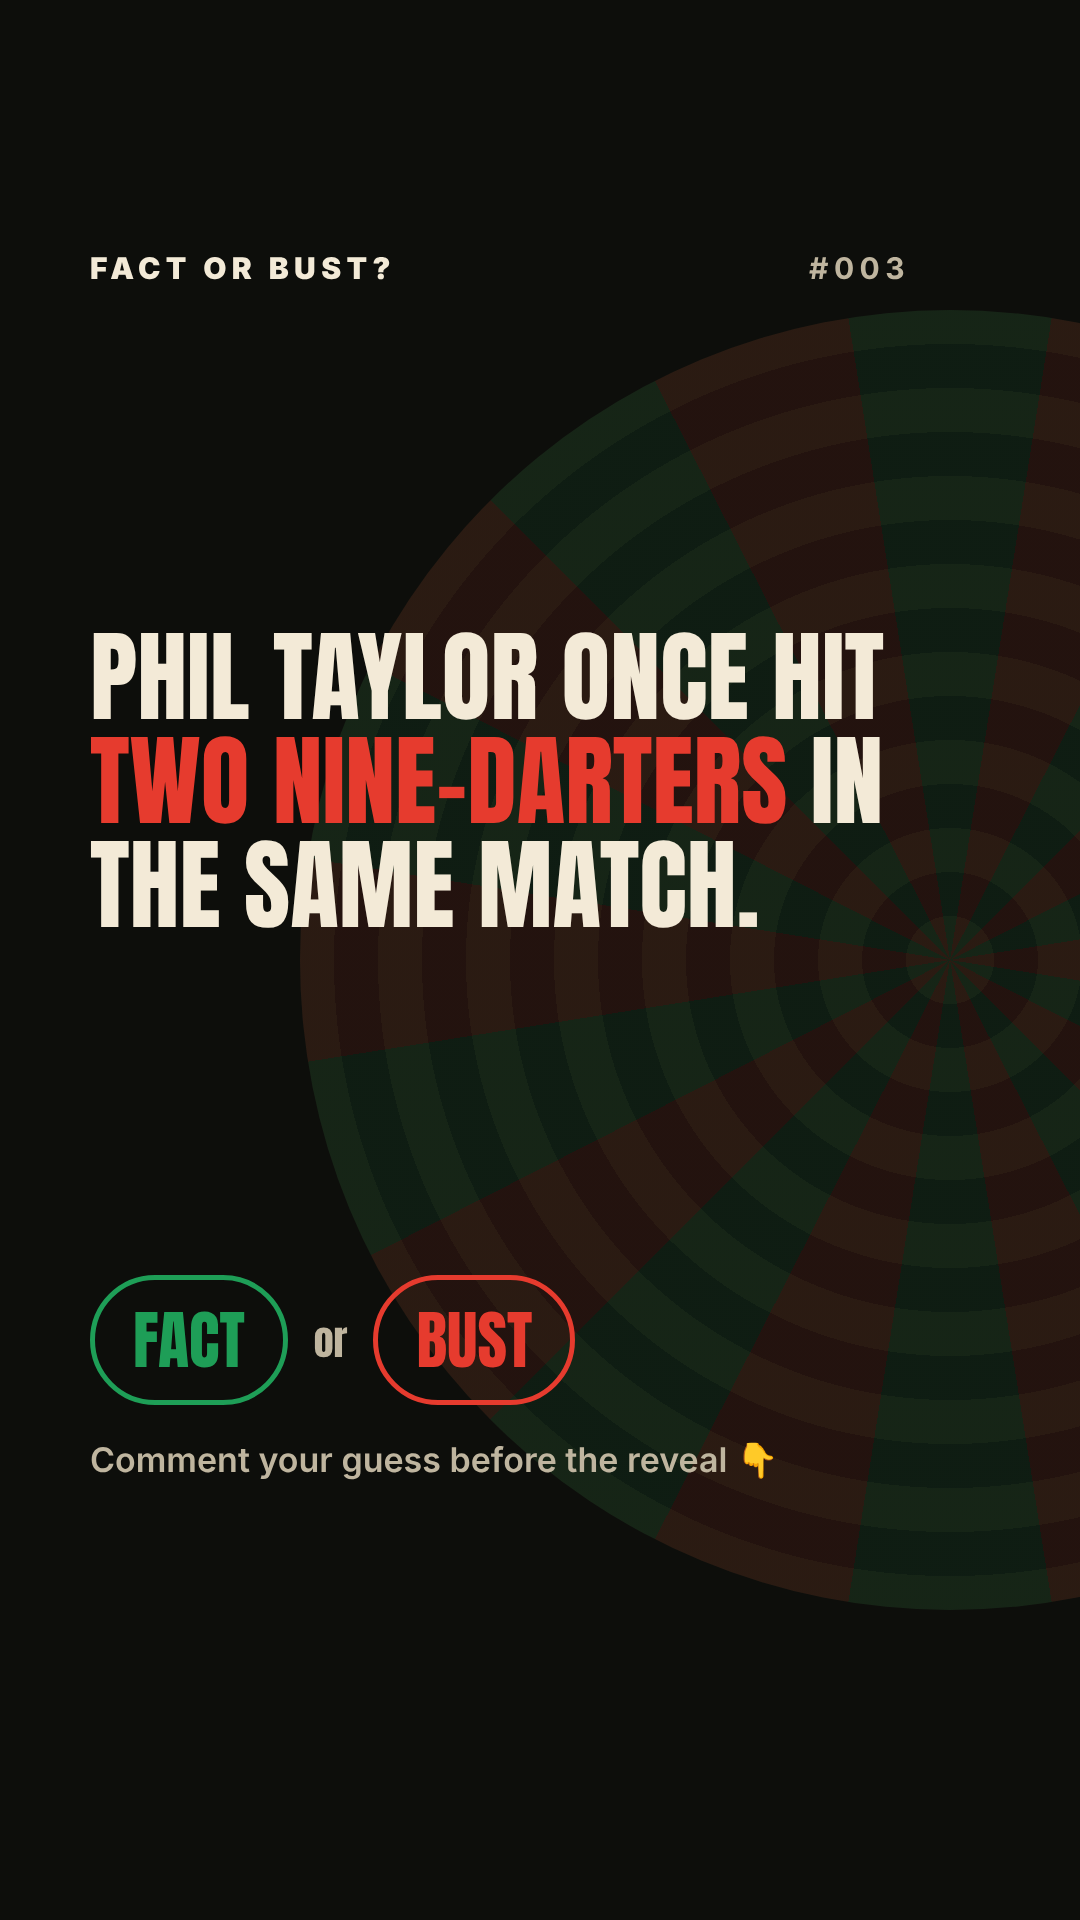 FACT OR BUST?
#003
PHIL TAYLOR ONCE HIT
TWO NINE-DARTERS IN
THE SAME MATCH.
FACT or BUST
Comment your guess before the reveal 👇